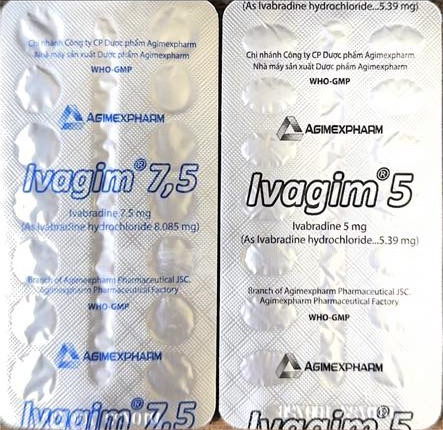 Chi nhánh Công ty CP Dược phẩm Agimexpharm
Nhà máy sản xuất Dược phẩm Agimexpharm
WHO-GMP
AGIMEXPHARM
Ivagim® 7,5
Ivabradine 7.5 mg
(As Ivabradine hydrochloride 8.085 mg)
Branch of Agimexpharm Pharmaceutical JSC.
Agimexpharm Pharmaceutical Factory
WHO-GMP
AGIMEXPHARM
Ivagim® 7,5
(As Ivabradine hydrochloride...5.39 mg)
Chi nhánh Công ty CP Dược phẩm Agimexpharm
Nhà máy sản xuất Dược phẩm Agimexpharm
WHO-GMP
AGIMEXPHARM
Ivagim® 5
Ivabradine 5 mg
(As Ivabradine hydrochloride...5.39 mg)
Branch of Agimexpharm Pharmaceutical JSC.
Agimexpharm Pharmaceutical Factory
WHO-GMP
AGIMEXPHARM
Ivagim® 5